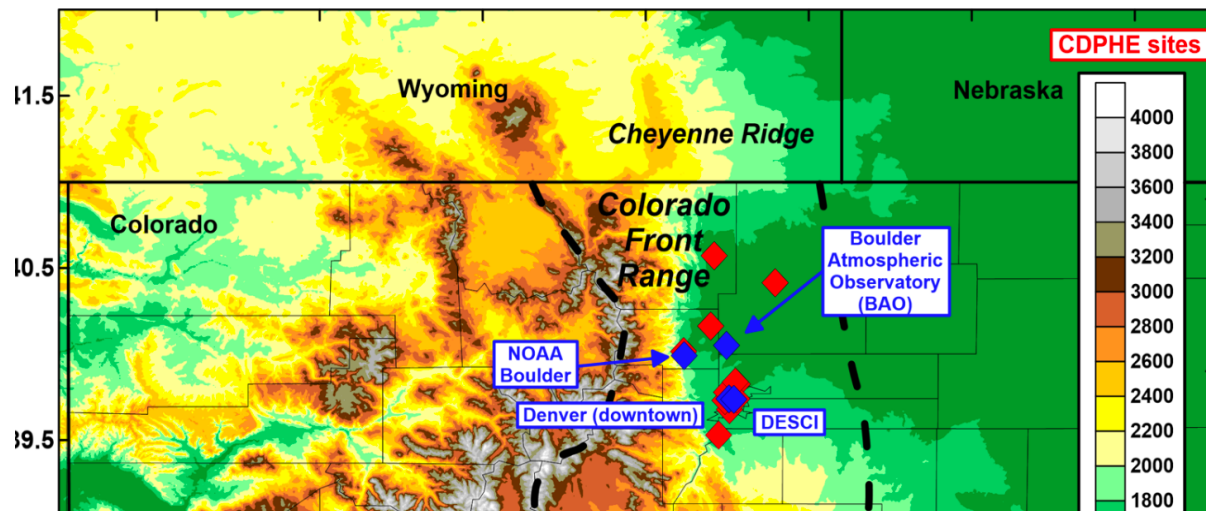 CDPHE sites
Wyoming
Nebraska
41.5
Cheyenne Ridge
4000
3800
3600
3400
3200
3000
2800
2600
2400
2200
2000
1800
Colorado
Colorado
Front
Range
40.5
Boulder
Atmospheric
Observatory
(BAO)
NOAA
Boulder
Denver (downtown)
DESCI
39.5